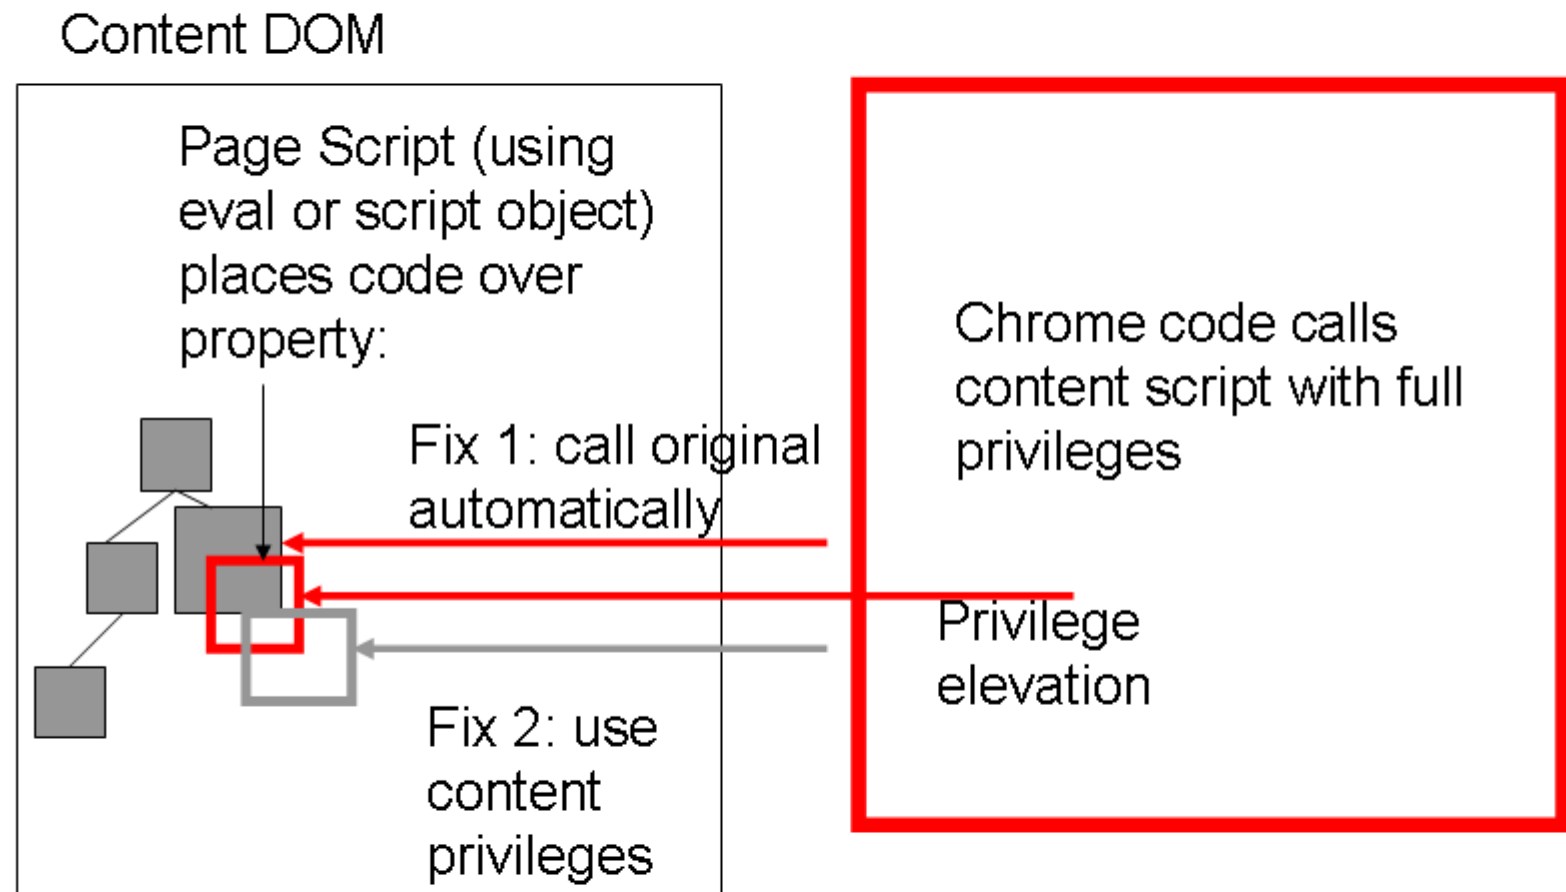 Content DOM
Page Script (using
eval or script object)
places code over
property:
Fix 1: call original
automatically
Fix 2: use
content
privileges
Chrome code calls
content script with full
privileges
Privilege
elevation